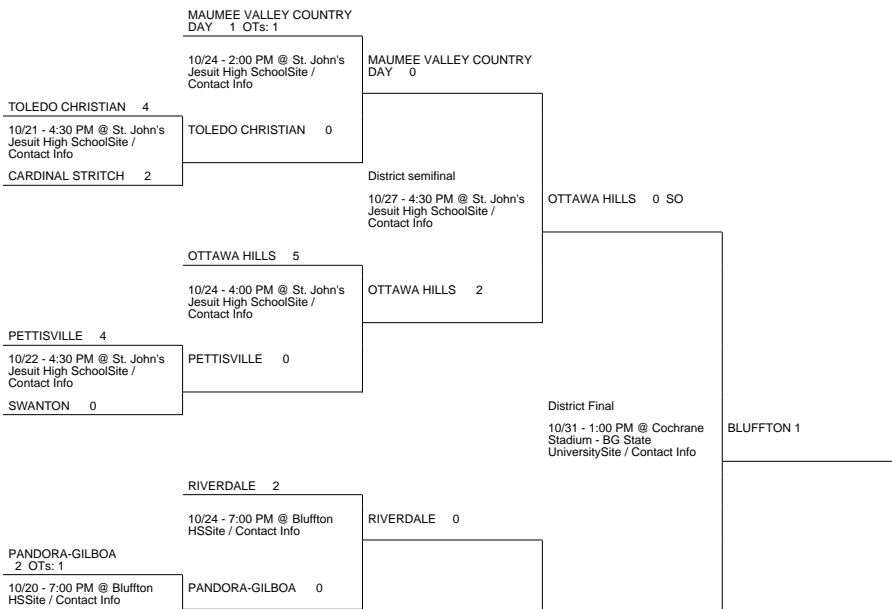 MAUMEE VALLEY COUNTRY
DAY 1 OTs: 1
10/24 - 2:00 PM @ St. John's
Jesuit High SchoolSite /
Contact Info
MAUMEE VALLEY COUNTRY
DAY 0
TOLEDO CHRISTIAN 4
10/21 - 4:30 PM @ St. John's
Jesuit High SchoolSite /
Contact Info
TOLEDO CHRISTIAN 0
CARDINAL STRITCH 2
District semifinal
10/27 - 4:30 PM @ St. John's
Jesuit High SchoolSite /
Contact Info
OTTAWA HILLS 0 SO
OTTAWA HILLS 5
10/24 - 4:00 PM @ St. John's
Jesuit High SchoolSite /
Contact Info
OTTAWA HILLS 2
PETTISVILLE 4
10/22 - 4:30 PM @ St. John's
Jesuit High SchoolSite /
Contact Info
PETTISVILLE 0
SWANTON 0
District Final
10/31 - 1:00 PM @ Cochrane
Stadium - BG State
UniversitySite / Contact Info
BLUFFTON 1
RIVERDALE 2
10/24 - 7:00 PM @ Bluffton
HSSite / Contact Info
RIVERDALE 0
PANDORA-GILBOA
2 OTs: 1
10/20 - 7:00 PM @ Bluffton
HSSite / Contact Info
PANDORA-GILBOA 0